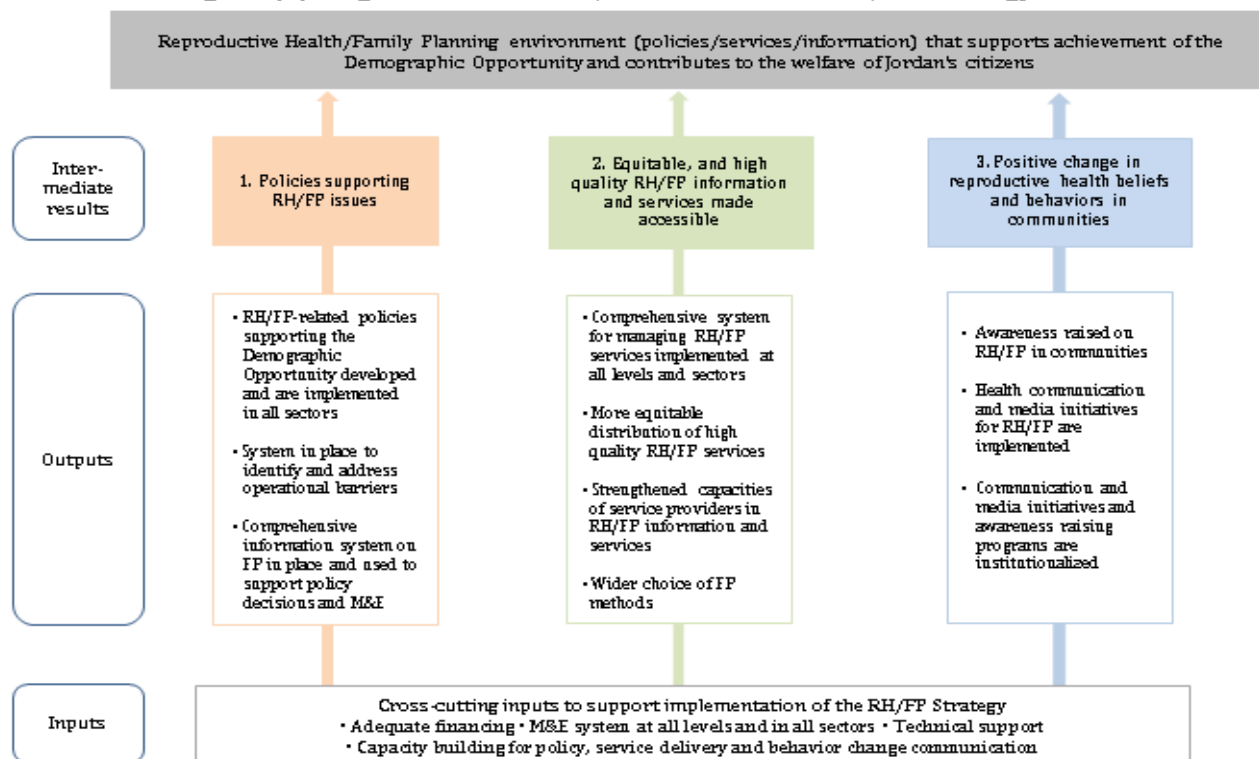 Reproductive Health/Family Planning environment (policies/services/information) that supports achievement of the
Demographic Opportunity and contributes to the welfare of Jordan's citizens
Inter-
mediate
results
1. Policies supporting
RH/FP issues
2. Equitable, and high
quality RH/FP information
and services made
accessible
3. Positive change in
reproductive health beliefs
and behaviors in
communities
Outputs
• RH/FP-related policies
supporting the
Demographic
Opportunity developed
and are implemented
in all sectors
• System in place to
identify and address
operational barriers
• Comprehensive
information system on
FP in place and used to
support policy
decisions and M&E
• Comprehensive system
for managing RH/FP
services implemented at
all levels and sectors
• More equitable
distribution of high
quality RH/FP services
• Strengthened capacities
of service providers in
RH/FP information and
services
• Wider choice of FP
methods
• Awareness raised on
RH/FP in communities
• Health communication
and media initiatives
for RH/FP are
implemented
• Communication and
media initiatives and
awareness raising
programs are
institutionalized
Inputs
Cross-cutting inputs to support implementation of the RH/FP Strategy
• Adequate financing • M&E system at all levels and in all sectors • Technical support
• Capacity building for policy, service delivery and behavior change communication